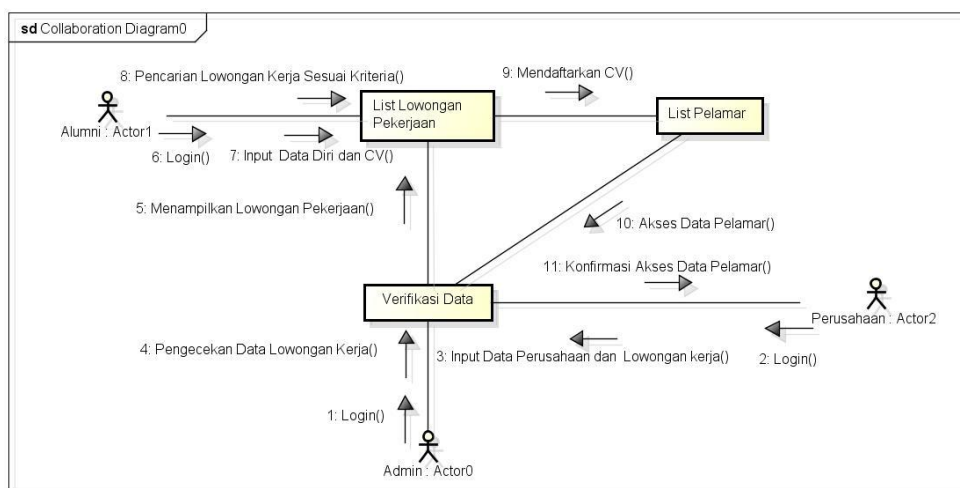 sd Collaboration Diagram0
8: Pencarian Lowongan Kerja Sesuai Kriteria()
9: Mendaftarkan CV()
List Lowongan
Pekerjaan
List Pelamar
Alumni : Actor1
6: Login()
7: Input Data Diri dan CV()
5: Menampilkan Lowongan Pekerjaan()
10: Akses Data Pelamar()
11: Konfirmasi Akses Data Pelamar()
Verifikasi Data
Perusahaan : Actor2
4: Pengecekan Data Lowongan Kerja()
3: Input Data Perusahaan dan Lowongan kerja()
2: Login()
1: Login()
Admin : Actor0